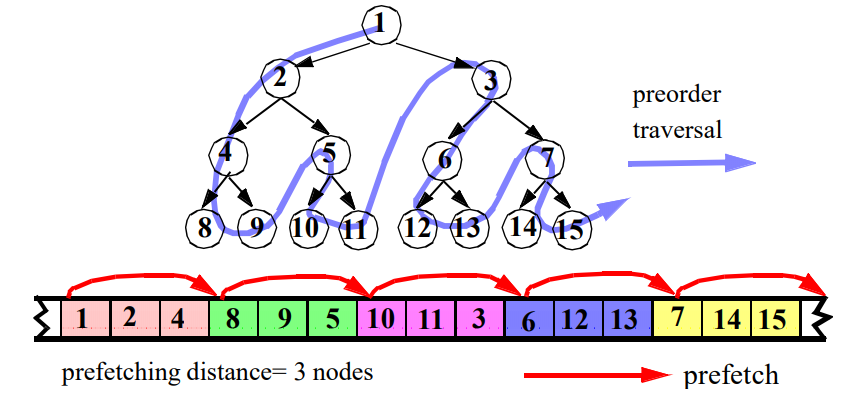 1
2 3
4 5 6 7
8 9 10 11 12 13 14 15
preorder
traversal
1 2 4 8 9 5 10 11 3 6 12 13 7 14 15
prefetching distance= 3 nodes
prefetch